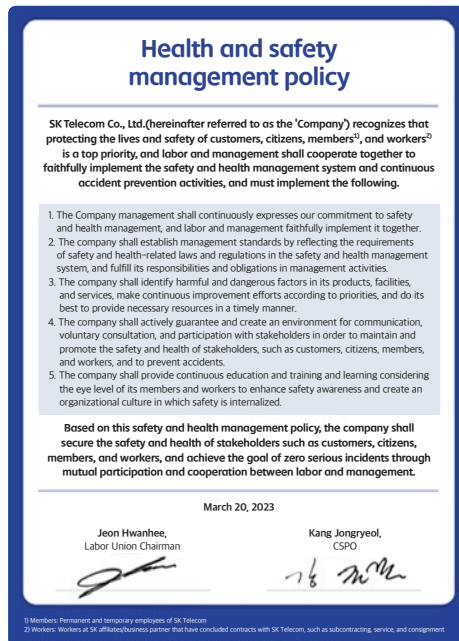 Health and safety
management policy
SK Telecom Co., Ltd.(hereinafter referred to as the 'Company') recognizes that
protecting the lives and safety of customers, citizens, members¹⁾, and workers²⁾
is a top priority, and labor and management shall cooperate together to
faithfully implement the safety and health management system and continuous
accident prevention activities, and must implement the following.
1. The Company management shall continuously expresses our commitment to safety
and health management, and labor and management faithfully implement it together.
2. The company shall establish management standards by reflecting the requirements
of safety and health-related laws and regulations in the safety and health management
system, and fulfill its responsibilities and obligations in management activities.
3. The company shall identify harmful and dangerous factors in its products, facilities,
and services, make continuous improvement efforts according to priorities, and do its
best to provide necessary resources in a timely manner.
4. The company shall actively guarantee and create an environment for communication,
voluntary consultation, and participation with stakeholders in order to maintain and
promote the safety and health of stakeholders, such as customers, citizens, members,
and workers, and to prevent accidents.
5. The company shall provide continuous education and training and learning considering
the eye level of its members and workers to enhance safety awareness and create an
organizational culture in which safety is internalized.
Based on this safety and health management policy, the company shall
secure the safety and health of stakeholders such as customers, citizens,
members, and workers, and achieve the goal of zero serious incidents through
mutual participation and cooperation between labor and management.
March 20, 2023
Jeon Hwanhee,
Labor Union Chairman
Kang Jongryeol,
CSPO
1) Members: Permanent and temporary employees of SK Telecom
2) Workers: Workers at SK affiliates/business partner that have concluded contracts with SK Telecom, such as subcontracting, service, and consignment